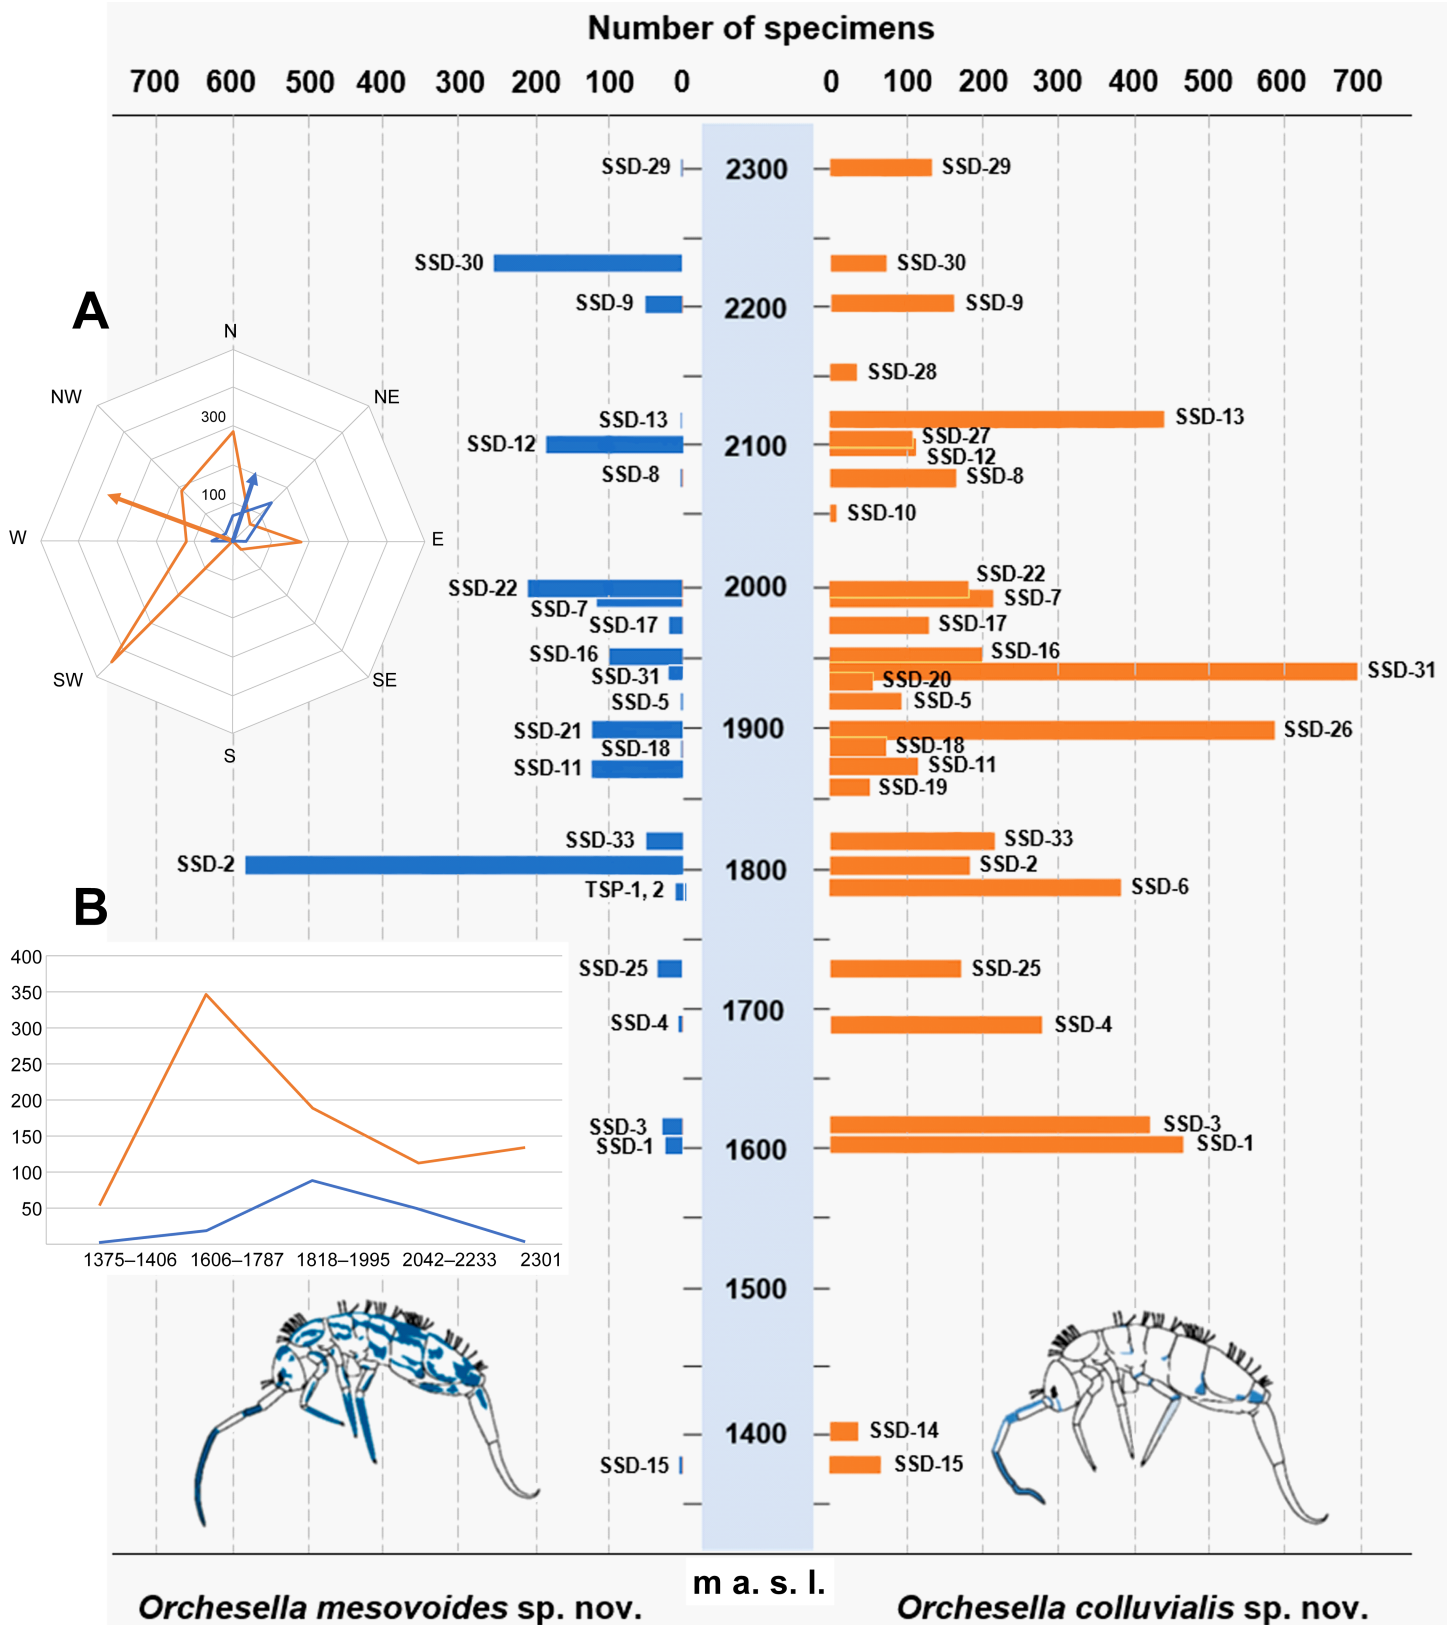 Number of specimens
700 600 500 400 300 200 100 0 0 100 200 300 400 500 600 700
SSD-29 2300 SSD-29
SSD-30 SSD-30
SSD-9 2200 SSD-9
SSD-28
SSD-13 SSD-13
SSD-27
SSD-12 2100 SSD-12
SSD-8 SSD-8
SSD-10
SSD-22 2000 SSD-22
SSD-7 SSD-7
SSD-17 SSD-17
SSD-16 SSD-16
SSD-31 SSD-31
SSD-20
SSD-5 SSD-5
SSD-21 1900 SSD-26
SSD-18 SSD-18
SSD-11 SSD-11
SSD-19
SSD-33 SSD-33
SSD-2 1800 SSD-2
TSP-1, 2 SSD-6
SSD-25 SSD-25
1700
SSD-4 SSD-4
SSD-3 SSD-3
SSD-1 1600 SSD-1
1500
1400 SSD-14
SSD-15 SSD-15
A
N
NW NE
300
100
W E
SW SE
S
B
400
350
300
250
200
150
100
50
1375–1406 1606–1787 1818–1995 2042–2233 2301
m a. s. l.
Orchesella mesovoides sp. nov. Orchesella colluvialis sp. nov.